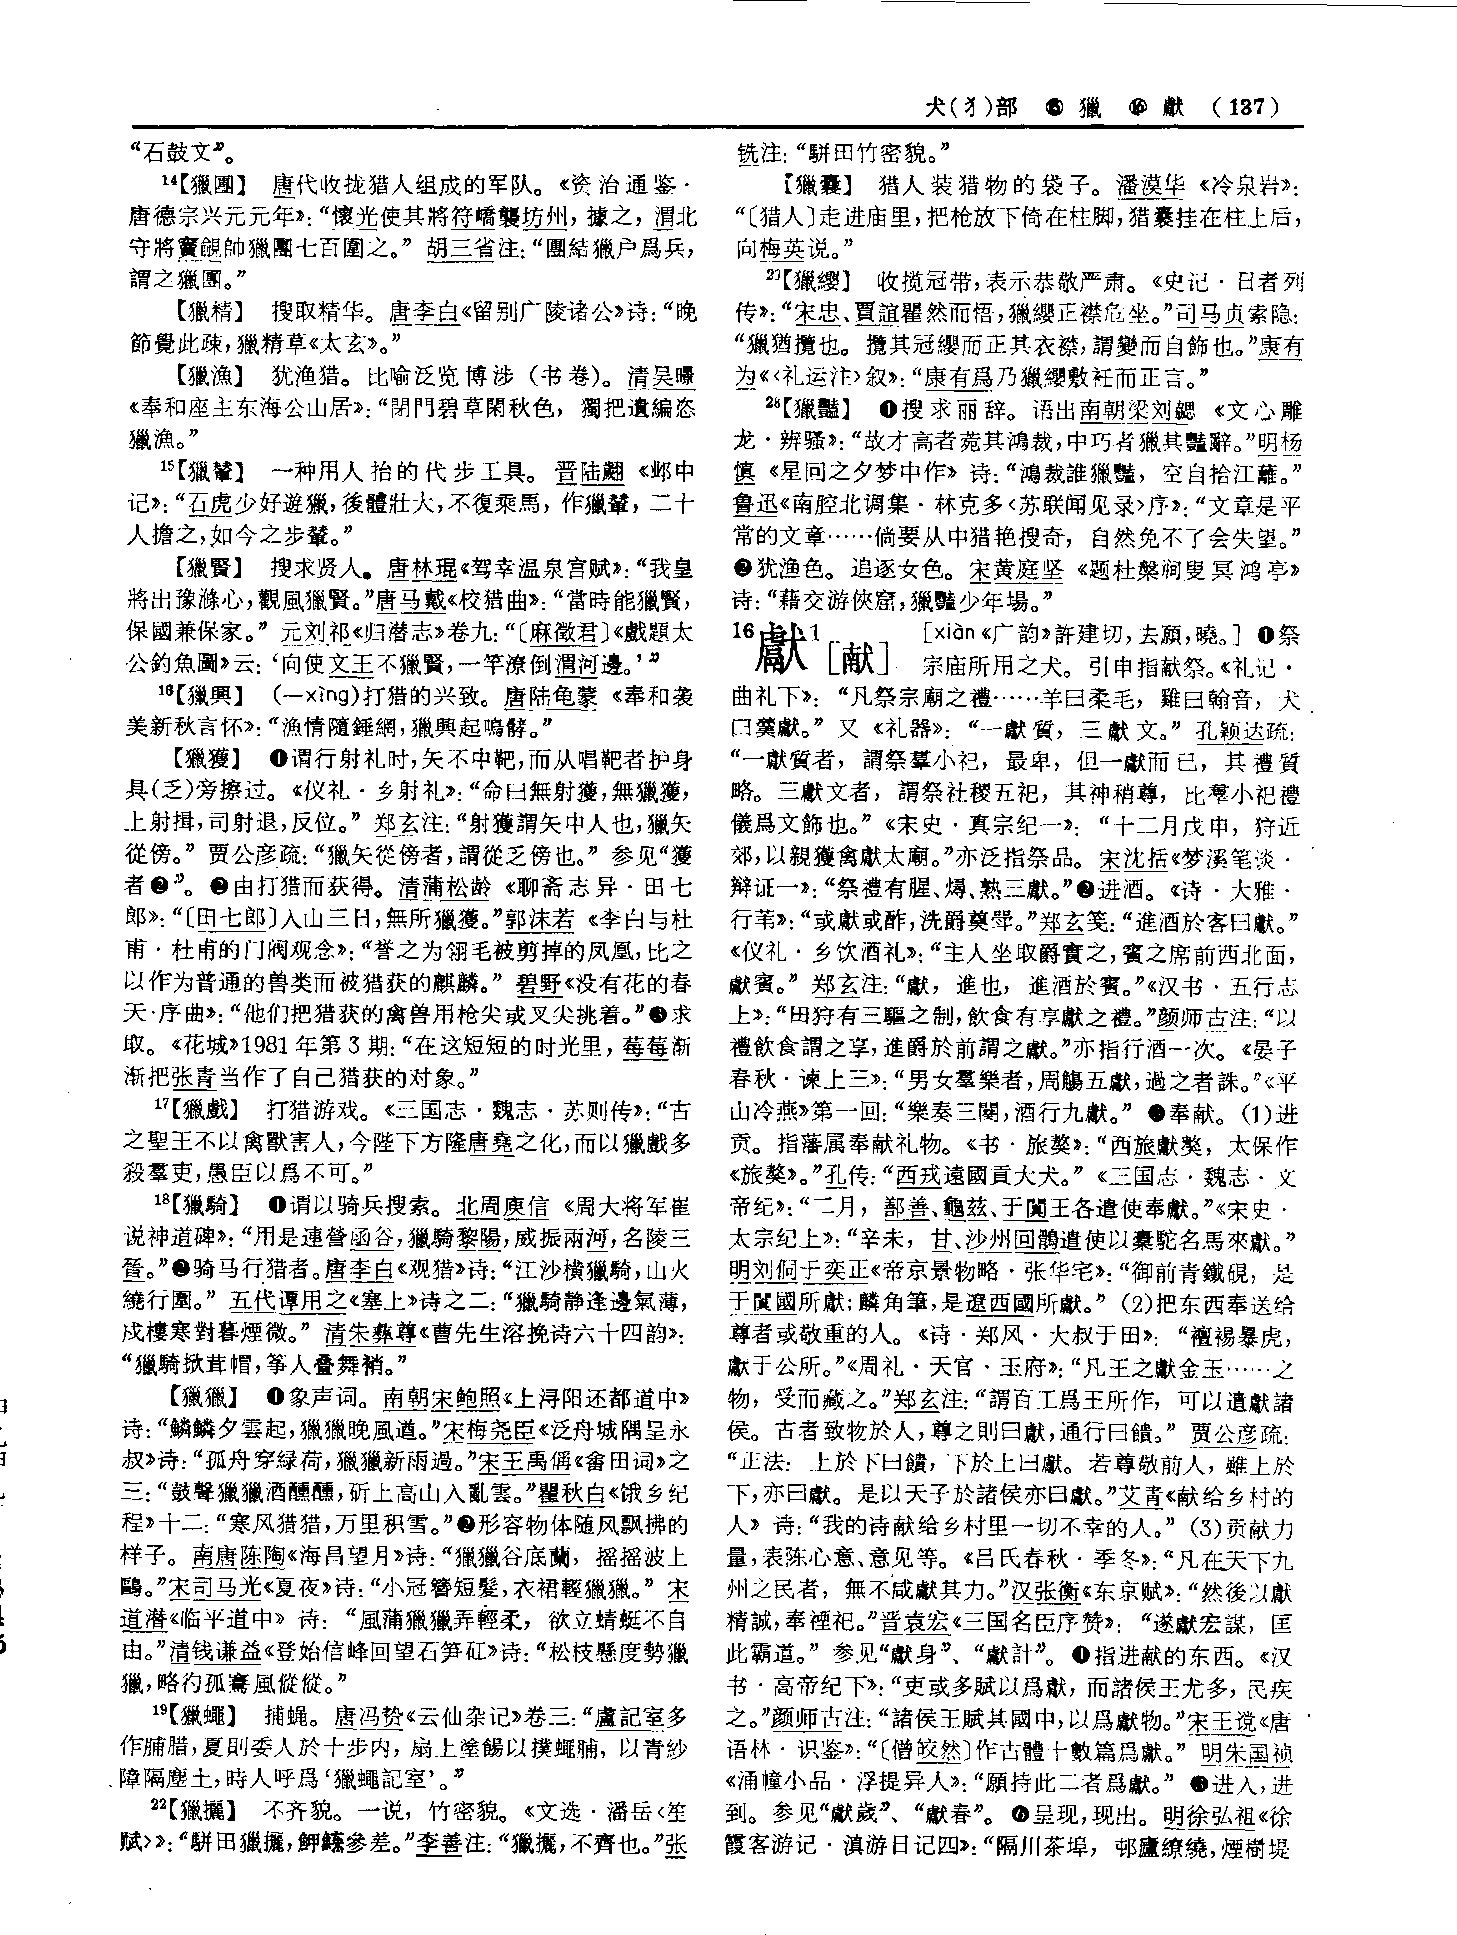 犬(犭)部 ⑮ 獵 ⑯ 獻 (137)
“石鼓文”。
14【獵團】 唐代收拢猎人组成的军队。《资治通鉴·
唐德宗兴元元年》：“懷光使其將符嶠襲坊州，據之，渭北
守將竇覦帥獵團七百圍之。” 胡三省注：“團結獵户爲兵，
謂之獵團。”
【獵精】 搜取精华。唐李白《留别广陵诸公》诗：“晚
節覺此疎，獵精草《太玄》。”
【獵漁】 犹渔猎。比喻泛览博涉（书卷）。清吴曝
《奉和座主东海公山居》：“閉門碧草閑秋色，獨把遺編恣
獵漁。”
15【獵輦】 一种用人抬的代步工具。晋陆翙《邺中
记》：“石虎少好遊獵，後體壯大，不復乘馬，作獵輦，二十
人擔之，如今之步輦。”
【獵賢】 搜求贤人。唐林琨《驾幸温泉宫赋》：“我皇
將出豫滌心，觀風獵賢。”唐马戴《校猎曲》：“當時能獵賢，
保國兼保家。” 元刘祁《归潜志》卷九：“〔麻徵君〕《戲題太
公釣魚圖》云：‘向使文王不獵賢，一竿潦倒渭河邊。’”
16【獵興】 （—xìng）打猎的兴致。唐陆龟蒙《奉和袭
美新秋言怀》：“漁情隨錘網，獵興起鳴髇。”
【獵獲】 ❶谓行射礼时，矢不中靶，而从唱靶者护身
具（乏）旁擦过。《仪礼·乡射礼》：“命曰無射獲，無獵獲，
上射揖，司射退，反位。” 郑玄注：“射獲謂矢中人也，獵矢
從傍。” 贾公彦疏：“獵矢從傍者，謂從乏傍也。” 参见“獲
者❷”。❷由打猎而获得。清蒲松龄《聊斋志异·田七
郎》：“〔田七郎〕入山三日，無所獵獲。”郭沫若《李白与杜
甫·杜甫的门阀观念》：“誉之为翎毛被剪掉的凤凰，比之
以作为普通的兽类而被猎获的麒麟。” 碧野《没有花的春
天·序曲》：“他们把猎获的禽兽用枪尖或叉尖挑着。”❸求
取。《花城》1981年第3期：“在这短短的时光里，莓莓渐
渐把张青当作了自己猎获的对象。”
17【獵戲】 打猎游戏。《三国志·魏志·苏则传》：“古
之聖王不以禽獸害人，今陛下方隆唐堯之化，而以獵戲多
殺羣吏，愚臣以爲不可。”
18【獵騎】 ❶谓以骑兵搜索。北周庾信《周大将军崔
说神道碑》：“用是連營函谷，獵騎黎陽，威振兩河，名陵三
晉。”❷骑马行猎者。唐李白《观猎》诗：“江沙横獵騎，山火
繞行圍。” 五代谭用之《塞上》诗之二：“獵騎静逢邊氣薄，
戍樓寒對暮煙微。” 清朱彝尊《曹先生溶挽诗六十四韵》：
“獵騎掀茸帽，筝人叠舞褙。”
【獵獵】 ❶象声词。南朝宋鲍照《上浔阳还都道中》
诗：“鱗鱗夕雲起，獵獵晚風遒。”宋梅尧臣《泛舟城隅呈永
叔》诗：“孤舟穿緑荷，獵獵新雨過。”宋王禹偁《畬田词》之
三：“鼓聲獵獵酒醺醺，斫上高山入亂雲。”瞿秋白《饿乡纪
程》十二：“寒风猎猎，万里积雪。”❷形容物体随风飘拂的
样子。南唐陈陶《海昌望月》诗：“獵獵谷底蘭，摇摇波上
鷗。”宋司马光《夏夜》诗：“小冠簪短髮，衣裙輕獵獵。” 宋
道潜《临平道中》诗：“風蒲獵獵弄輕柔，欲立蜻蜓不自
由。”清钱谦益《登始信峰回望石笋矼》诗：“松枝懸度勢獵
獵，略彴孤騫風傱傱。”
19【獵蠅】 捕蝇。唐冯贽《云仙杂记》卷三：“盧記室多
作脯腊，夏則委人於十步内，扇上塗餳以撲蠅脯，以青紗
障隔塵土，時人呼爲‘獵蠅記室’。”
22【獵攦】 不齐貌。一说，竹密貌。《文选·潘岳〈笙
赋〉》：“駢田獵攦，鲫鰈參差。”李善注：“獵攦，不齊也。”张
铣注：“駢田竹密貌。”
【獵囊】 猎人装猎物的袋子。潘漠华《冷泉岩》：
“〔猎人〕走进庙里，把枪放下倚在柱脚，猎囊挂在柱上后，
向梅英说。”
23【獵纓】 收揽冠带，表示恭敬严肃。《史记·日者列
传》：“宋忠、賈誼瞿然而悟，獵纓正襟危坐。”司马贞索隐：
“獵猶攬也。攬其冠纓而正其衣襟，謂變而自飾也。”康有
为《〈礼运注〉叙》：“康有爲乃獵纓敷衽而正言。”
28【獵豔】 ❶搜求丽辞。语出南朝梁刘勰《文心雕
龙·辨骚》：“故才高者菀其鴻裁，中巧者獵其豔辭。”明杨
慎《星回之夕梦中作》诗：“鴻裁誰獵豔，空自拾江蘺。”
鲁迅《南腔北调集·林克多〈苏联闻见录〉序》：“文章是平
常的文章……倘要从中猎艳搜奇，自然免不了会失望。”
❷犹渔色。追逐女色。宋黄庭坚《题杜槃涧叟冥鸿亭》
诗：“藉交游俠窟，獵豔少年場。”
16獻1［献］ ［xiàn《广韵》許建切，去願，曉。］❶祭
宗庙所用之犬。引申指献祭。《礼记·
曲礼下》：“凡祭宗廟之禮……羊曰柔毛，雞曰翰音，犬
曰羹獻。”又《礼器》：“一獻質，三獻文。” 孔颖达疏：
“一獻質者，謂祭羣小祀，最卑，但一獻而已，其禮質
略。三獻文者，謂祭社稷五祀，其神稍尊，比羣小祀禮
儀爲文飾也。”《宋史·真宗纪一》：“十二月戊申，狩近
郊，以親獲禽獻太廟。”亦泛指祭品。宋沈括《梦溪笔谈·
辩证一》：“祭禮有腥、燖、熟三獻。”❷进酒。《诗·大雅·
行苇》：“或獻或酢，洗爵奠斝。”郑玄笺：“進酒於客曰獻。”
《仪礼·乡饮酒礼》：“主人坐取爵實之，賓之席前西北面，
獻賓。” 郑玄注：“獻，進也，進酒於賓。”《汉书·五行志
上》：“田狩有三驅之制，飲食有享獻之禮。”颜师古注：“以
禮飲食謂之享，進爵於前謂之獻。”亦指行酒一次。《晏子
春秋·谏上三》：“男女羣樂者，周觴五獻，過之者誅。”《平
山冷燕》第一回：“樂奏三闋，酒行九獻。” ❸奉献。(1)进
贡。指藩属奉献礼物。《书·旅獒》：“西旅獻獒，太保作
《旅獒》。”孔传：“西戎遠國貢大犬。”《三国志·魏志·文
帝纪》：“二月，鄯善、龜兹、于闐王各遣使奉獻。”《宋史·
太宗纪上》：“辛未，甘、沙州回鶻遣使以橐駝名馬來獻。”
明刘侗于奕正《帝京景物略·张华宅》：“御前青鐵硯，是
于闐國所獻；麟角筆，是遼西國所獻。”(2)把东西奉送给
尊者或敬重的人。《诗·郑风·大叔于田》：“襢裼暴虎，
獻于公所。”《周礼·天官·玉府》：“凡王之獻金玉……之
物，受而藏之。”郑玄注：“謂百工爲王所作，可以遺獻諸
侯。古者致物於人，尊之則曰獻，通行曰饋。” 贾公彦疏：
“正法：上於下曰饋，下於上曰獻。若尊敬前人，雖上於
下，亦曰獻。是以天子於諸侯亦曰獻。”艾青《献给乡村的
人》诗：“我的诗献给乡村里一切不幸的人。”(3)贡献力
量，表陈心意、意见等。《吕氏春秋·季冬》：“凡在天下九
州之民者，無不咸獻其力。”汉张衡《东京赋》：“然後以獻
精誠，奉禋祀。”晋袁宏《三国名臣序赞》：“遂獻宏謀，匡
此霸道。” 参见“獻身”、“獻計”。❹指进献的东西。《汉
书·高帝纪下》：“吏或多賦以爲獻，而諸侯王尤多，民疾
之。”颜师古注：“諸侯王賦其國中，以爲獻物。”宋王谠《唐
语林·识鉴》：“〔僧皎然〕作古體十數篇爲獻。” 明朱国祯
《涌幢小品·浮提异人》：“願持此二者爲獻。” ❺进入，进
到。参见“獻歲”、“獻春”。❻呈现，现出。明徐弘祖《徐
霞客游记·滇游日记四》：“隔川茶埠，邨廬繚繞，煙樹堤